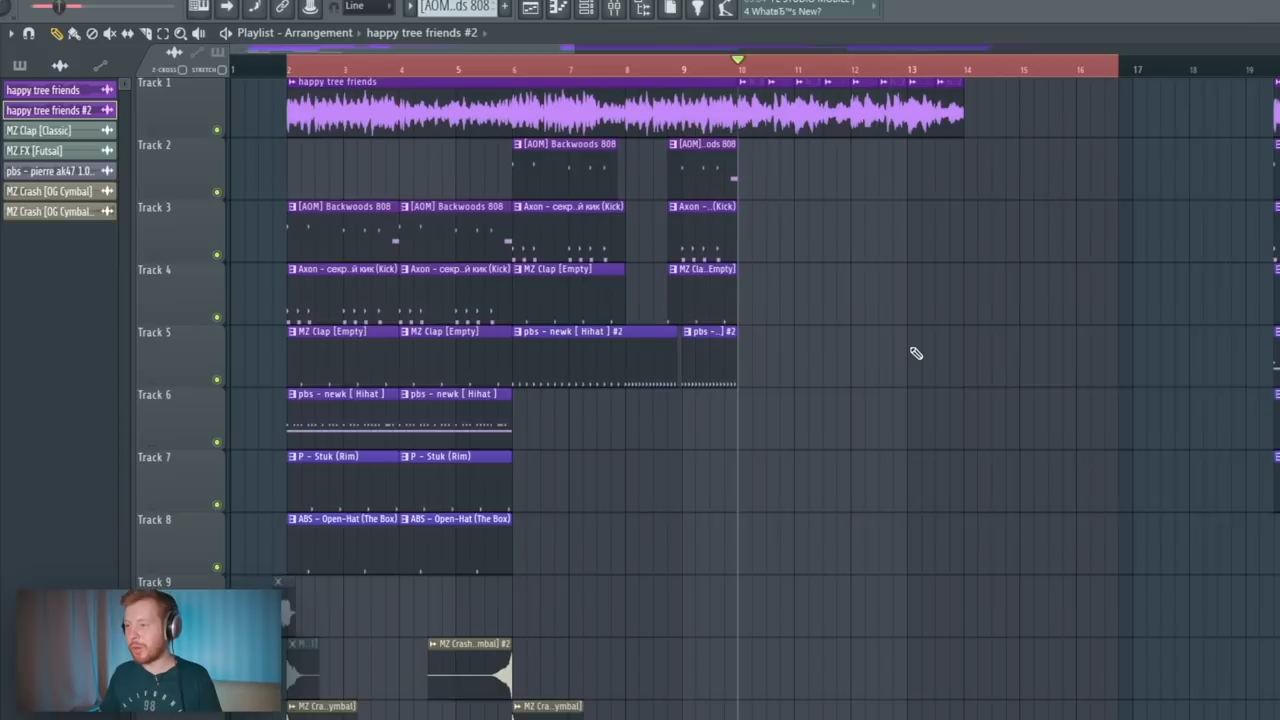 Line
[AOM]..ds 808
4 WhatвЂ™s New?
Playlist - Arrangement › happy tree friends #2 ›
Z-CROSS STRETCH
1 2 3 4 5 6 7 8 9 10 11 12 13 14 15 16 17 18 19
happy tree friends
happy tree friends #2
MZ Clap [Classic]
MZ FX [Futsal]
pbs - pierre ak47 1.0...
MZ Crash [OG Cymbal]
MZ Crash [OG Cymbal..
Track 1
happy tree friends
Track 2
[AOM] Backwoods 808
[AOM]..ods 808
Track 3
[AOM] Backwoods 808
[AOM] Backwoods 808
Axon - секр..й кик (Kick)
Axon -..(Kick)
Track 4
Axon - секр..й кик (Kick)
Axon - секр..й кик (Kick)
MZ Clap [Empty]
MZ Cla..Empty]
Track 5
MZ Clap [Empty]
MZ Clap [Empty]
pbs - newk [ Hihat ] #2
pbs -..] #2
Track 6
pbs - newk [ Hihat ]
pbs - newk [ Hihat ]
Track 7
P - Stuk (Rim)
P - Stuk (Rim)
Track 8
ABS - Open-Hat (The Box)
ABS - Open-Hat (The Box)
Track 9
MZ Crash..mbal] #2
MZ Cra..ymbal]
MZ Cra..ymbal]
CALIFORNIA
98